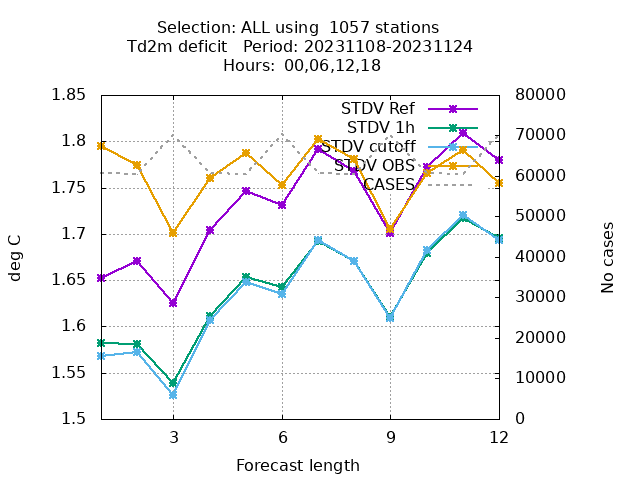 Selection: ALL using  1057 stations
Td2m deficit   Period: 20231108-20231124
Hours:  00,06,12,18
1.85
1.8
1.75
1.7
1.65
1.6
1.55
1.5
deg C
80000
70000
60000
50000
40000
30000
20000
10000
0
No cases
STDV Ref
STDV 1h
STDV cutoff
STDV OBS
CASES
3
6
9
12
Forecast length